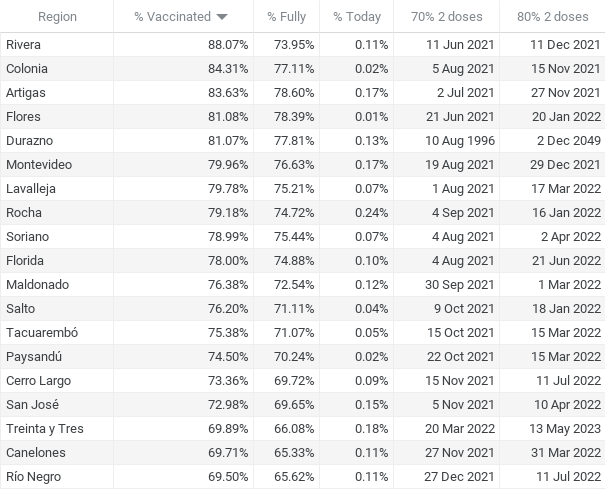 Region % Vaccinated % Fully % Today 70% 2 doses 80% 2 doses
Rivera 88.07% 73.95% 0.11% 11 Jun 2021 11 Dec 2021
Colonia 84.31% 77.11% 0.02% 5 Aug 2021 15 Nov 2021
Artigas 83.63% 78.60% 0.17% 2 Jul 2021 27 Nov 2021
Flores 81.08% 78.39% 0.01% 21 Jun 2021 20 Jan 2022
Durazno 81.07% 77.81% 0.13% 10 Aug 1996 2 Dec 2049
Montevideo 79.96% 76.63% 0.17% 19 Aug 2021 29 Dec 2021
Lavalleja 79.78% 75.21% 0.07% 1 Aug 2021 17 Mar 2022
Rocha 79.18% 74.72% 0.24% 4 Sep 2021 16 Jan 2022
Soriano 78.99% 75.44% 0.07% 4 Aug 2021 2 Apr 2022
Florida 78.00% 74.88% 0.10% 4 Aug 2021 21 Jun 2022
Maldonado 76.38% 72.54% 0.12% 30 Sep 2021 1 Mar 2022
Salto 76.20% 71.11% 0.04% 9 Oct 2021 18 Jan 2022
Tacuarembó 75.38% 71.07% 0.05% 15 Oct 2021 15 Mar 2022
Paysandú 74.50% 70.24% 0.02% 22 Oct 2021 15 Mar 2022
Cerro Largo 73.36% 69.72% 0.09% 15 Nov 2021 11 Jul 2022
San José 72.98% 69.65% 0.15% 5 Nov 2021 10 Apr 2022
Treinta y Tres 69.89% 66.08% 0.18% 20 Mar 2022 13 May 2023
Canelones 69.71% 65.33% 0.11% 27 Nov 2021 31 Mar 2022
Río Negro 69.50% 65.62% 0.11% 27 Dec 2021 11 Jul 2022